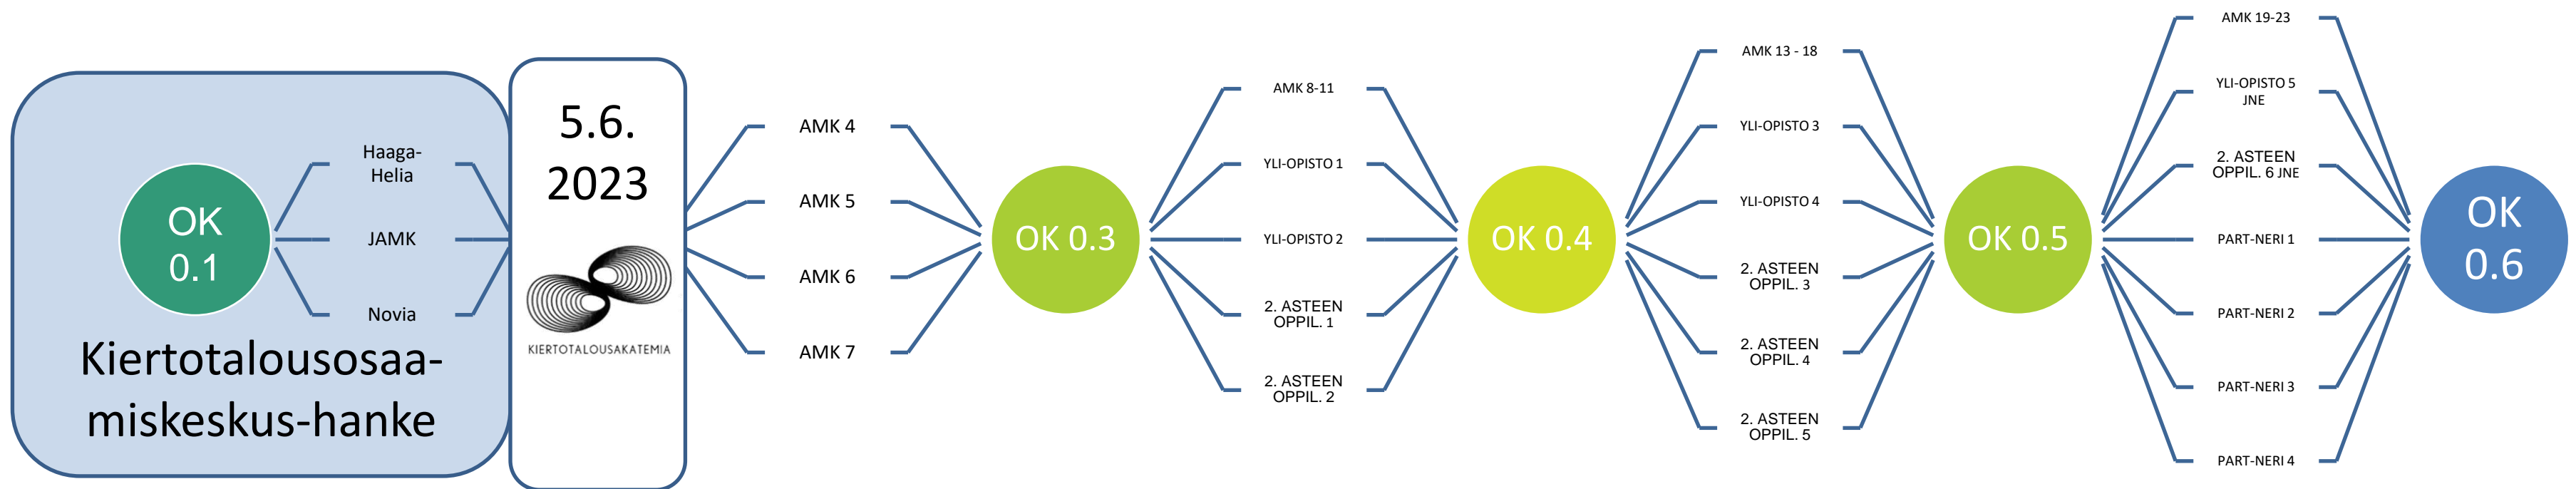 OK
0.1
Haaga-
Helia
JAMK
Novia
Kiertotalousosaa-
miskeskus-hanke
5.6.
2023
KIERTOTALOUSAKATEMIA
AMK 4
AMK 5
AMK 6
AMK 7
OK 0.3
AMK 8-11
YLI-OPISTO 1
YLI-OPISTO 2
2. ASTEEN
OPPIL. 1
2. ASTEEN
OPPIL. 2
OK 0.4
AMK 13 - 18
YLI-OPISTO 3
YLI-OPISTO 4
2. ASTEEN
OPPIL. 3
2. ASTEEN
OPPIL. 4
2. ASTEEN
OPPIL. 5
OK 0.5
AMK 19-23
YLI-OPISTO 5
JNE
2. ASTEEN
OPPIL. 6 JNE
PART-NERI 1
PART-NERI 2
PART-NERI 3
PART-NERI 4
OK
0.6